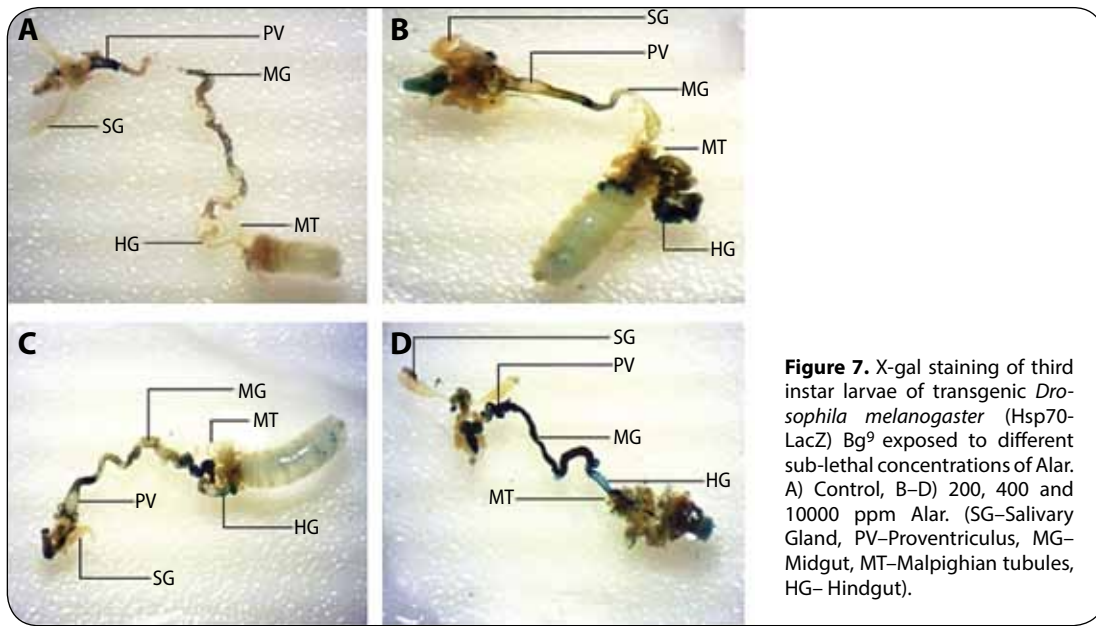 A
PV
MG
SG
MT
HG
B
SG
PV
MG
MT
HG
C
MG
MT
PV
HG
SG
D
SG
PV
MG
HG
MT
Figure 7. X-gal staining of third
instar larvae of transgenic Dro-
sophila melanogaster (Hsp70-
LacZ) Bg⁹ exposed to different
sub-lethal concentrations of Alar.
A) Control, B–D) 200, 400 and
10000 ppm Alar. (SG–Salivary
Gland, PV–Proventriculus, MG–
Midgut, MT–Malpighian tubules,
HG– Hindgut).